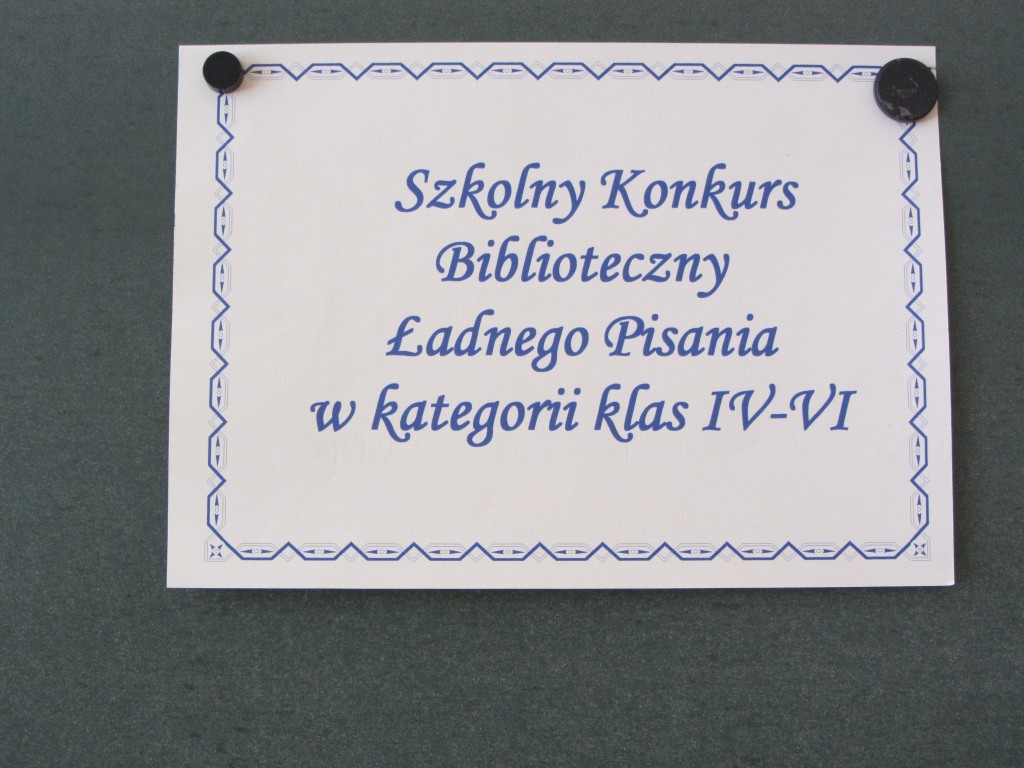 Szkolny Konkurs
Biblioteczny
Ładnego Pisania
w kategorii klas IV-VI